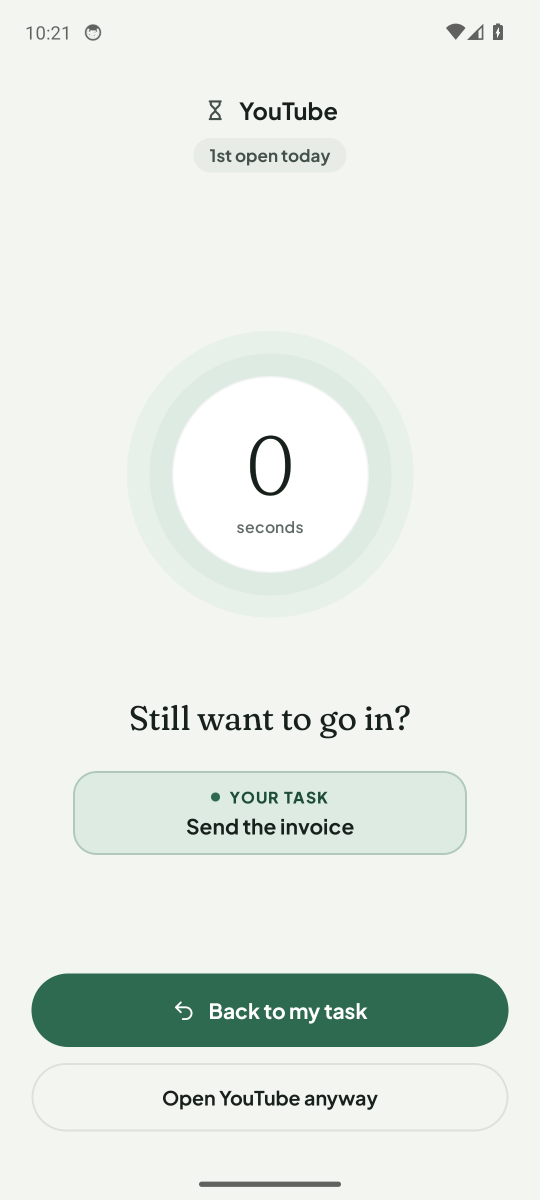 10:21
YouTube
1st open today
0
seconds
Still want to go in?
YOUR TASK
Send the invoice
Back to my task
Open YouTube anyway